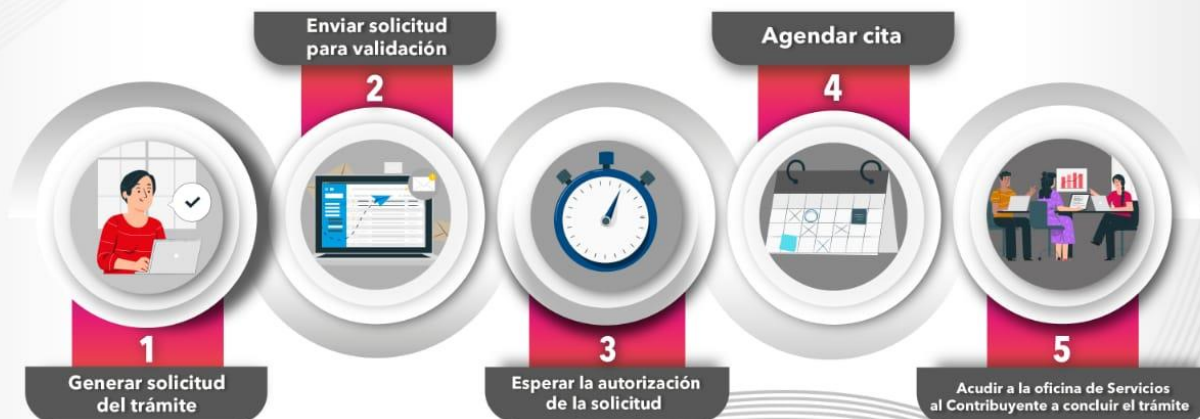 1
Generar solicitud
del trámite
Enviar solicitud
para validación
2
3
Esperar la autorización
de la solicitud
Agendar cita
4
5
Acudir a la oficina de Servicios
al Contribuyente a concluir el trámite